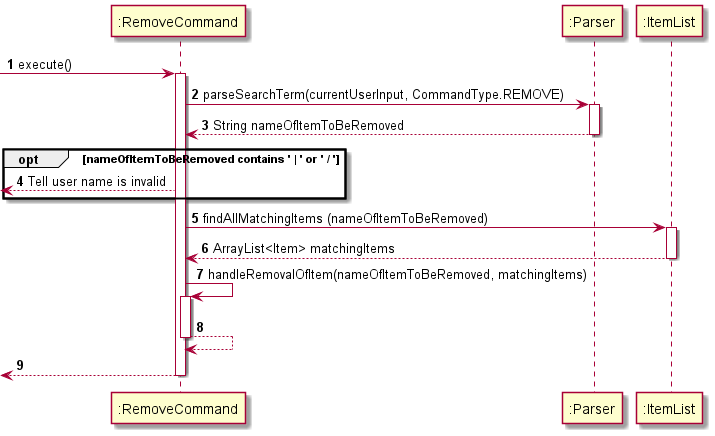 :RemoveCommand :Parser :ItemList
1 execute()
2 parseSearchTerm(currentUserInput, CommandType.REMOVE)
3 String nameOfItemToBeRemoved
opt [nameOfItemToBeRemoved contains ' | ' or ' / ']
4 Tell user name is invalid
5 findAllMatchingItems (nameOfItemToBeRemoved)
6 ArrayList<Item> matchingItems
7 handleRemovalOfItem(nameOfItemToBeRemoved, matchingItems)
8
9
:RemoveCommand :Parser :ItemList